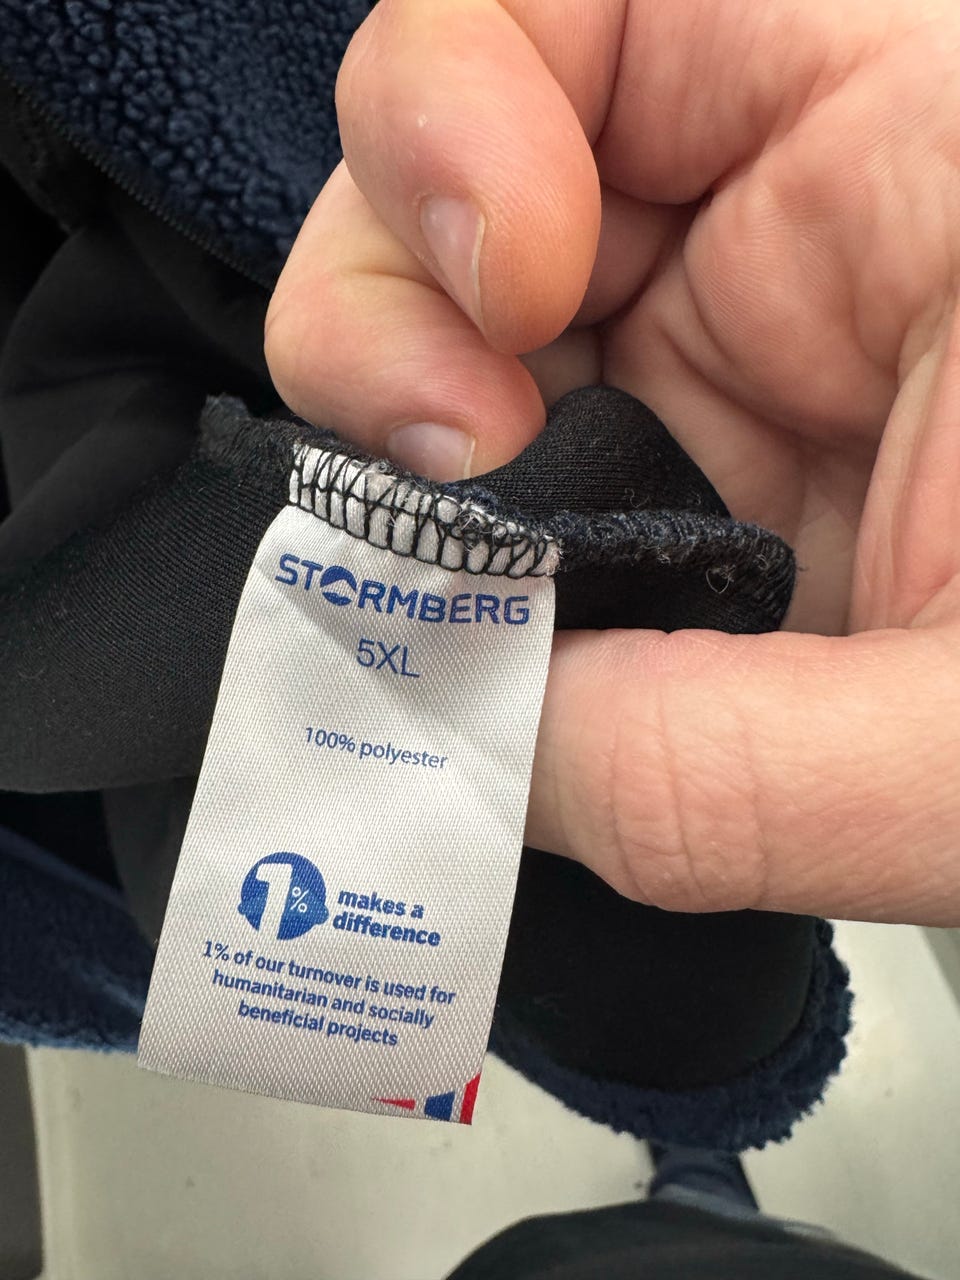 STORMBERG
5XL
100% polyester
1%
makes a
difference
1% of our turnover is used for
humanitarian and socially
beneficial projects